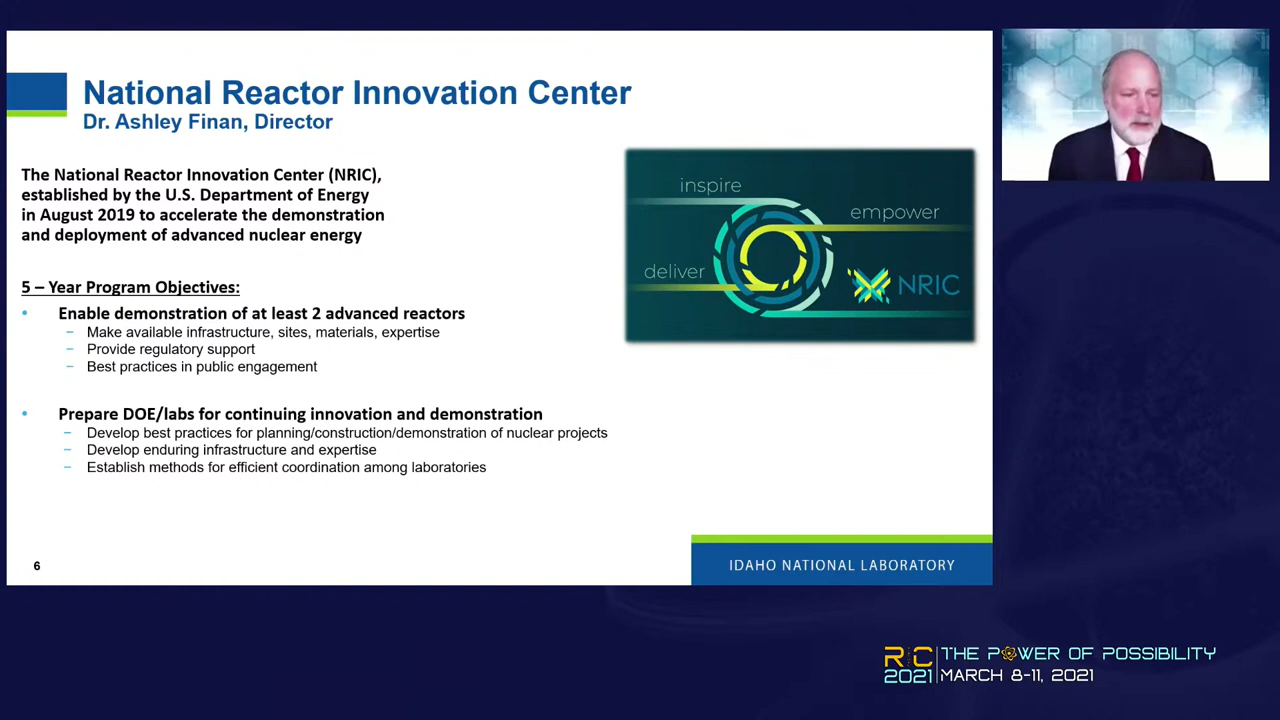 National Reactor Innovation Center
Dr. Ashley Finan, Director
The National Reactor Innovation Center (NRIC),
established by the U.S. Department of Energy
in August 2019 to accelerate the demonstration
and deployment of advanced nuclear energy
5 – Year Program Objectives:
• Enable demonstration of at least 2 advanced reactors
– Make available infrastructure, sites, materials, expertise
– Provide regulatory support
– Best practices in public engagement
• Prepare DOE/labs for continuing innovation and demonstration
– Develop best practices for planning/construction/demonstration of nuclear projects
– Develop enduring infrastructure and expertise
– Establish methods for efficient coordination among laboratories
inspire
empower
deliver
NRIC
6
IDAHO NATIONAL LABORATORY
RIC
2021
THE POWER OF POSSIBILITY
MARCH 8-11, 2021